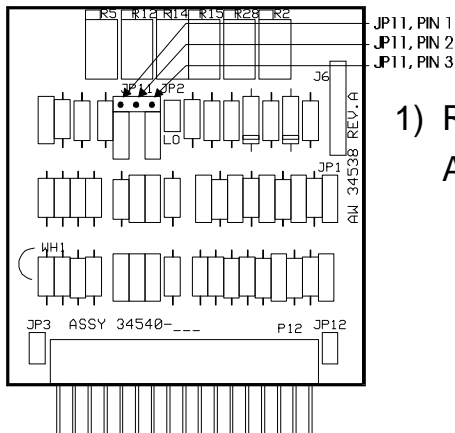 R5 R12 R14 R15 R28 R2
JP11, PIN 1
JP11, PIN 2
JP11, PIN 3
JP11 JP2
J6
LO
AW 34538 REV.A
1) R
A
JP1
WH1
JP3 ASSY 34540-___ P12 JP12